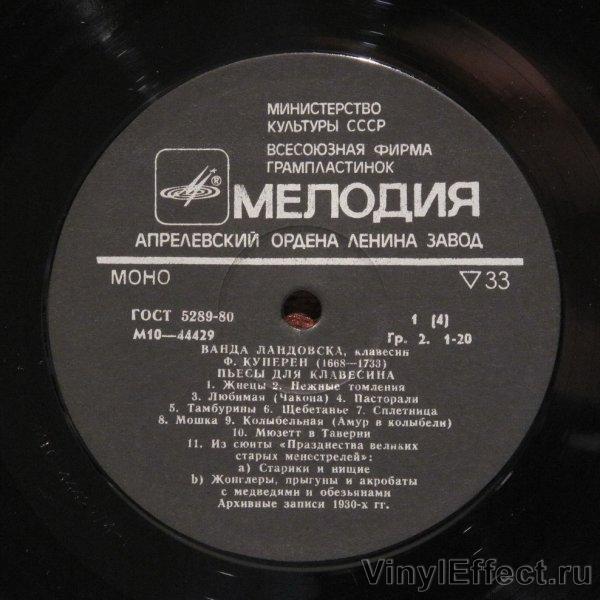 МИНИСТЕРСТВО
КУЛЬТУРЫ СССР
ВСЕСОЮЗНАЯ ФИРМА
ГРАМПЛАСТИНОК
®
МЕЛОДИЯ
АПРЕЛЕВСКИЙ ОРДЕНА ЛЕНИНА ЗАВОД
МОНО ▽33
ГОСТ 5289-80 1 (4)
М10—44429 Гр. 2. 1-20
ВАНДА ЛАНДОВСКА, клавесин
Ф. КУПЕРЕН (1668—1733)
ПЬЕСЫ ДЛЯ КЛАВЕСИНА
1. Жнецы 2. Нежные томления
3. Любимая (Чакона) 4. Пасторали
5. Тамбурины 6. Щебетанье 7. Сплетница
8. Мошка 9. Колыбельная (Амур в колыбели)
10. Мюзетт в Таверни
11. Из сюиты «Празднества великих
старых менестрелей»:
а) Старики и нищие
b) Жонглеры, прыгуны и акробаты
с медведями и обезьянами
Архивные записи 1930-х гг.
VinylEffect.ru